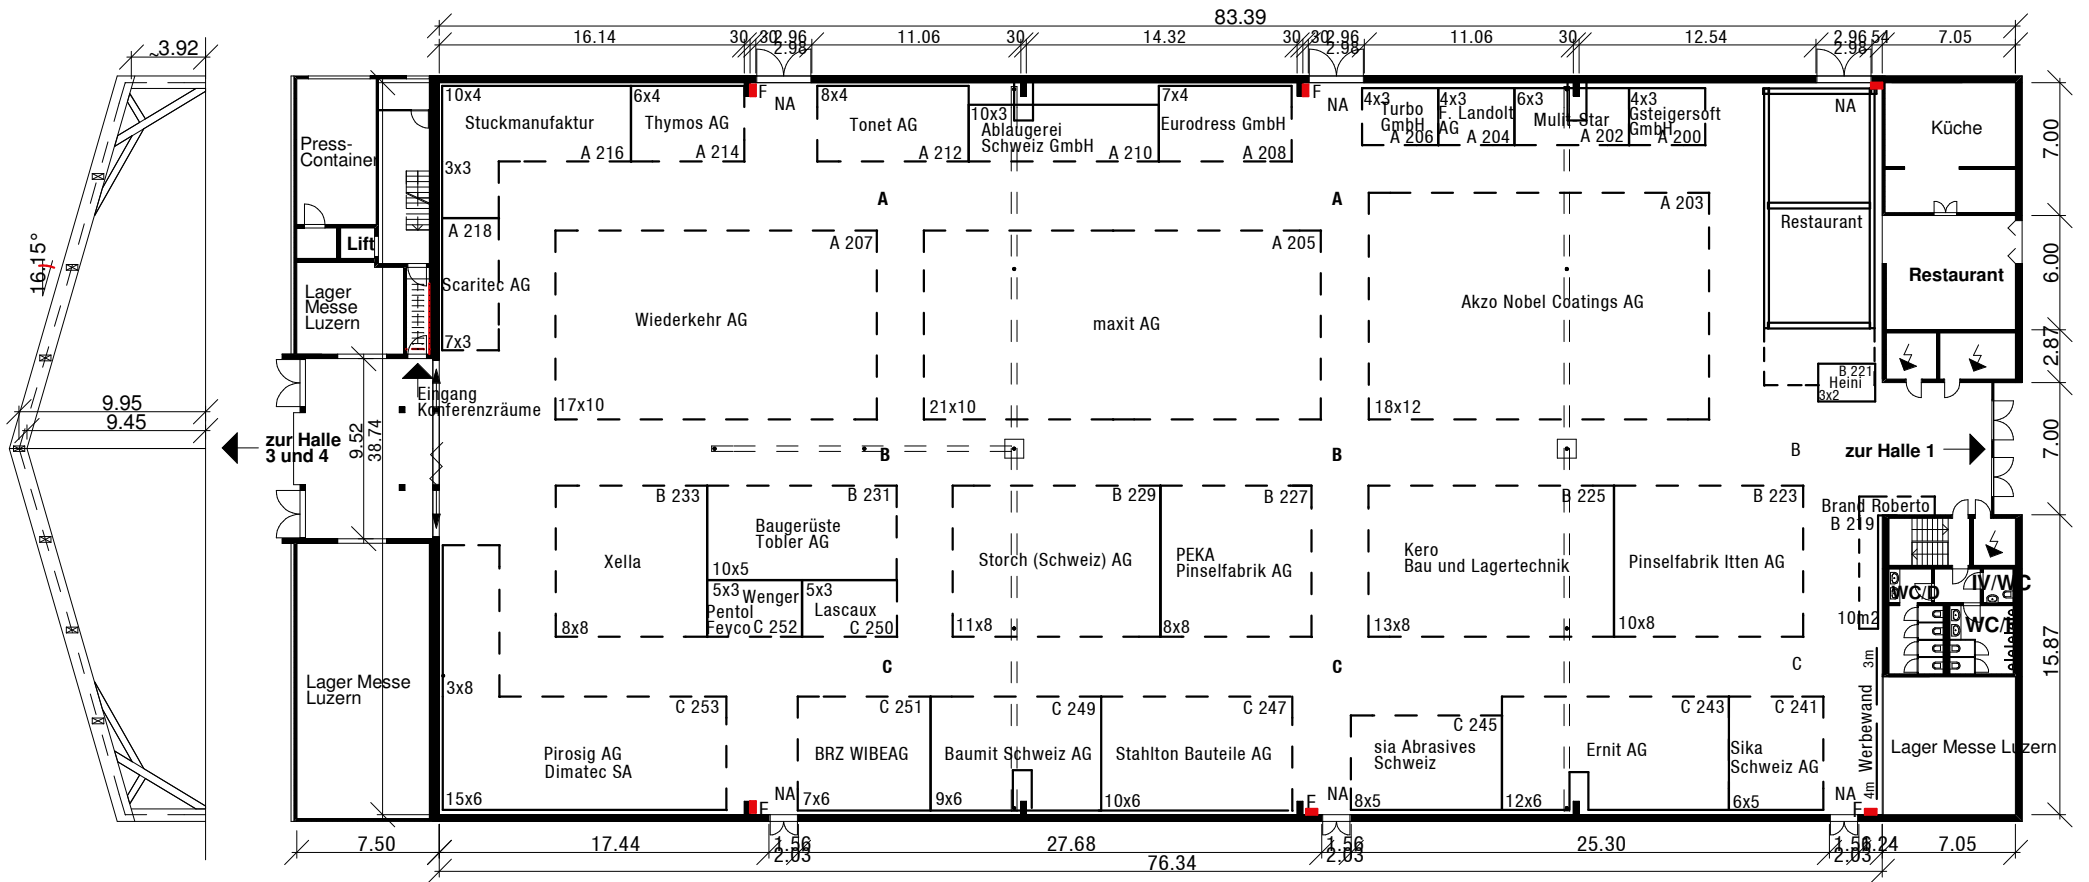 83.39
16.14
30
30
2.96
2.98
11.06
30
14.32
30
30
2.96
2.98
11.06
30
12.54
2.96
2.98
54
7.05
~3.92
16.15°
9.95
9.45
zur Halle
3 und 4
9.52
38.74
Press-
Container
Lift
Lager
Messe
Luzern
Eingang
Konferenzräume
Lager Messe
Luzern
10x4
Stuckmanufaktur
A 216
6x4
Thymos AG
A 214
F
NA
8x4
Tonet AG
A 212
10x3
Ablaugerei
Schweiz GmbH
A 210
7x4
Eurodress GmbH
A 208
F
NA
4x3
Turbo
GmbH
A 206
4x3
F. Landolt
AG
A 204
6x3
Mulit Star
A 202
4x3
Gsteigersoft
GmbH
A 200
NA
Küche
7.00
3x3
A 218
Scaritec AG
7x3
A
A
A 207
Wiederkehr AG
17x10
A 205
maxit AG
21x10
A 203
Akzo Nobel Coatings AG
18x12
Restaurant
Restaurant
6.00
2.87
B 221
Heini
3x2
B
B
B
zur Halle 1
7.00
B 233
Xella
8x8
B 231
Baugerüste
Tobler AG
10x5
5x3
Wenger
Pentol
Feyco
C 252
5x3
Lascaux
C 250
B 229
Storch (Schweiz) AG
11x8
B 227
PEKA
Pinselfabrik AG
8x8
B 225
Kero
Bau und Lagertechnik
13x8
B 223
Pinselfabrik Itten AG
10x8
Brand Roberto
B 219
10m2
WC/D
IV/WC
15.87
C
C
C
3m
Werbewand
4m
3x8
C 253
Pirosig AG
Dimatec SA
15x6
F
NA
C 251
BRZ WIBEAG
7x6
C 249
Baumit Schweiz AG
9x6
C 247
Stahlton Bauteile AG
10x6
F
NA
C 245
sia Abrasives
Schweiz
8x5
C 243
Ernit AG
12x6
C 241
Sika
Schweiz AG
6x5
NA
F
Lager Messe Luzern
7.50
17.44
1.56
2.03
27.68
1.56
2.03
25.30
1.56
2.03
7.05
76.34